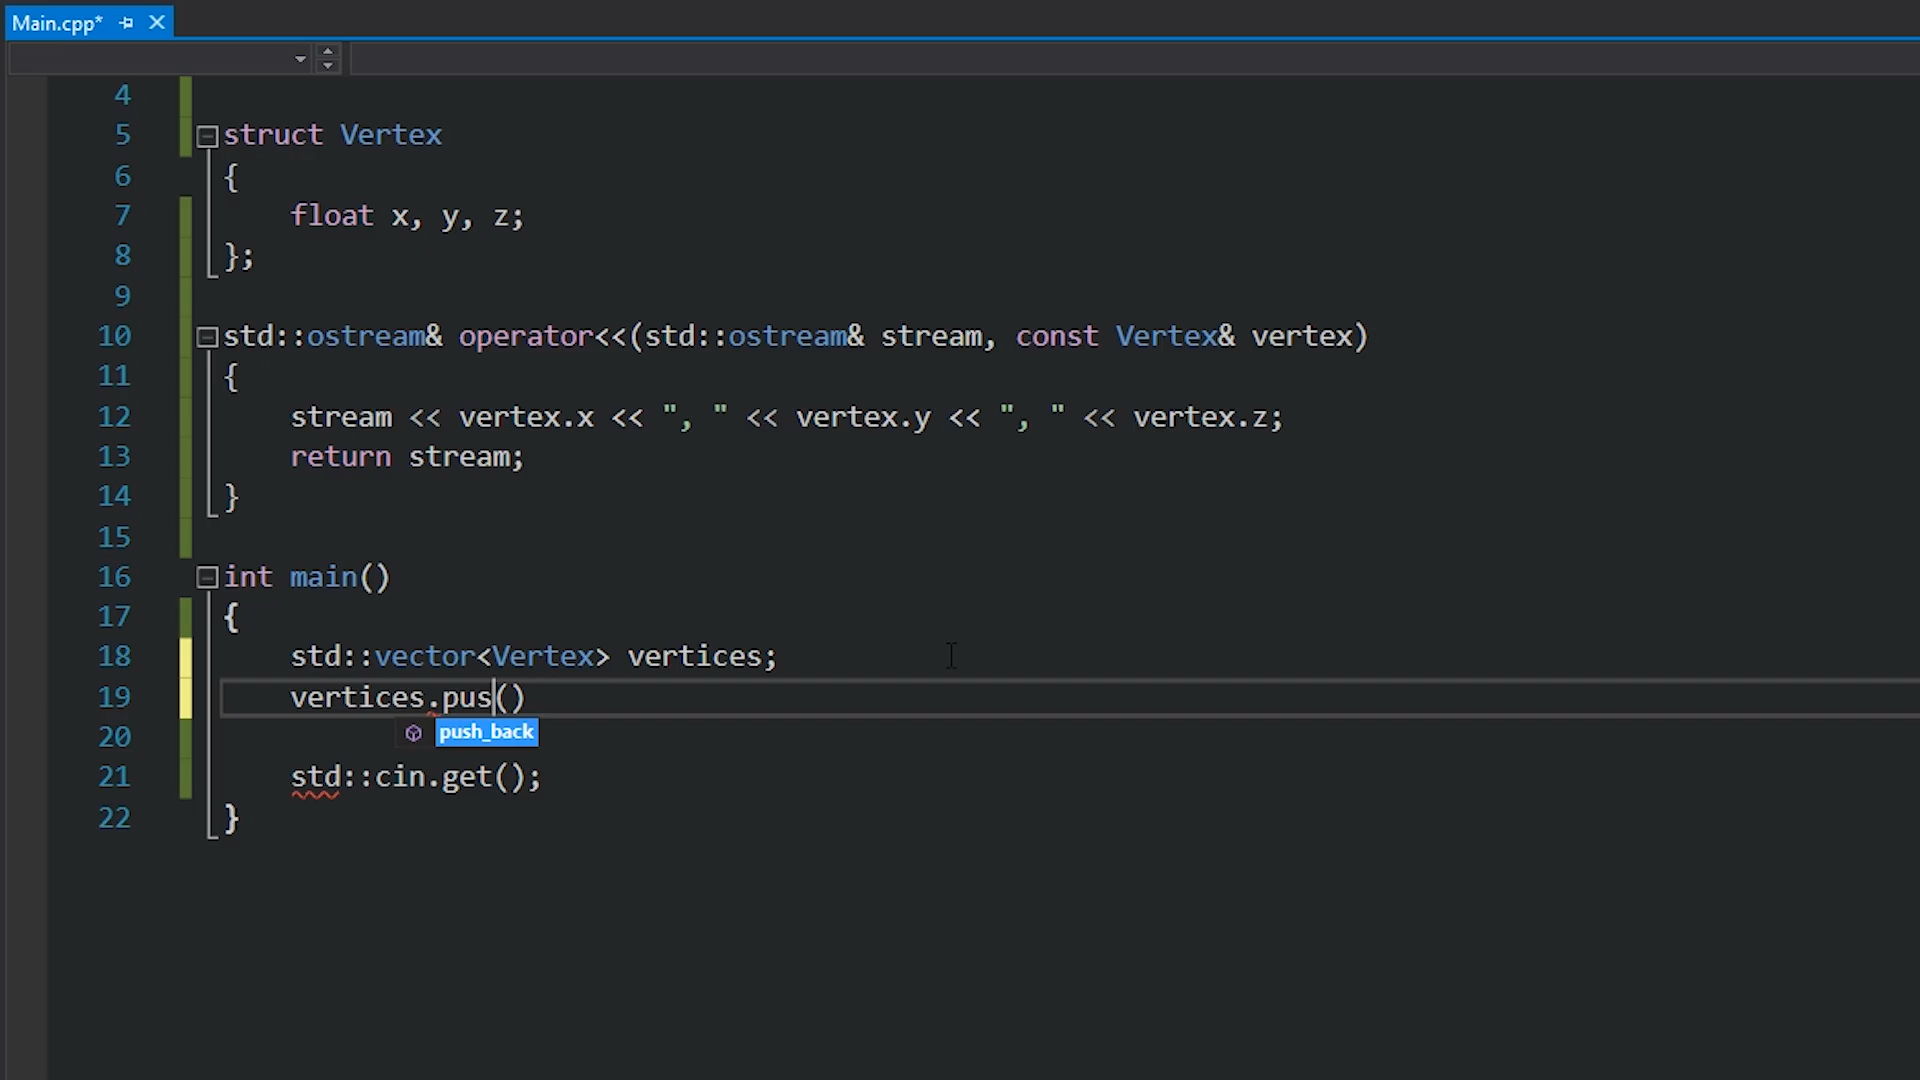 Main.cpp*
4
5 struct Vertex
6 {
7 float x, y, z;
8 };
9
10 std::ostream& operator<<(std::ostream& stream, const Vertex& vertex)
11 {
12 stream << vertex.x << ", " << vertex.y << ", " << vertex.z;
13 return stream;
14 }
15
16 int main()
17 {
18 std::vector<Vertex> vertices;
19 vertices.pus()
push_back
20
21 std::cin.get();
22 }